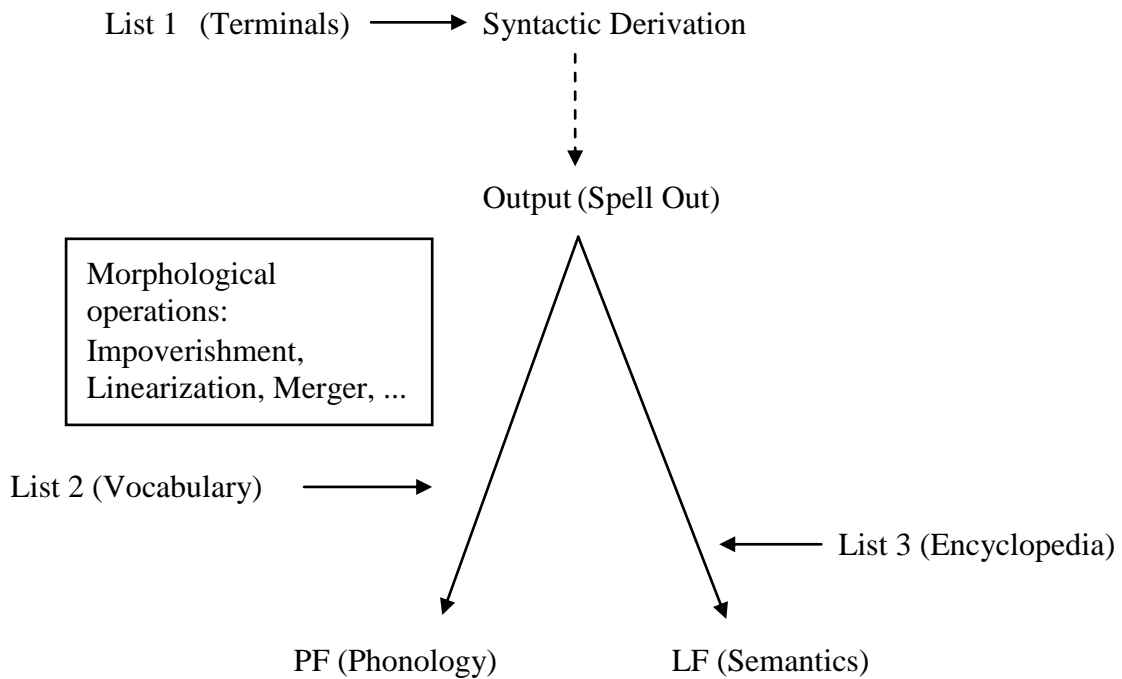 List 1 (Terminals) Syntactic Derivation
Output (Spell Out)
Morphological
operations:
Impoverishment,
Linearization, Merger, ...
List 2 (Vocabulary)
List 3 (Encyclopedia)
PF (Phonology) LF (Semantics)